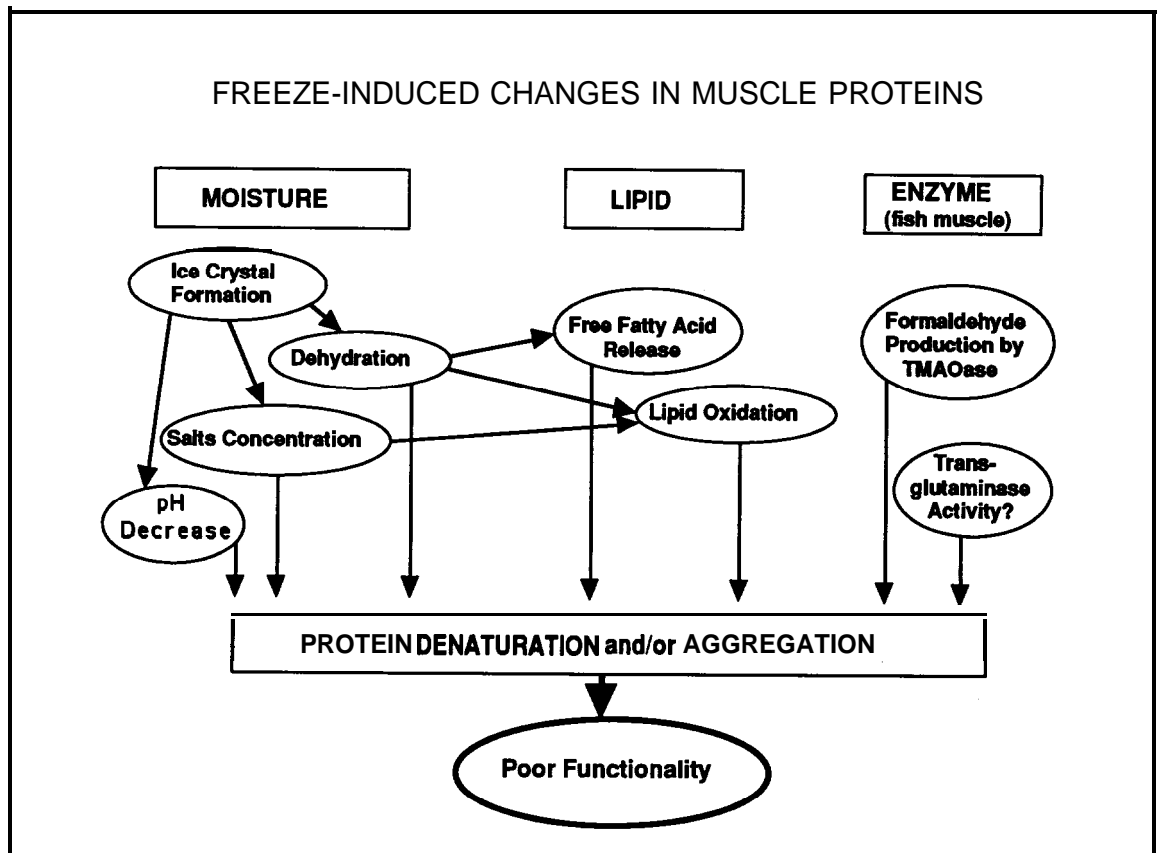 FREEZE-INDUCED CHANGES IN MUSCLE PROTEINS
MOISTURE
LIPID
ENZYME
(fish muscle)
Ice Crystal
Formation
Dehydration
Salts Concentration
pH
Decrease
Free Fatty Acid
Release
Lipid Oxidation
Formaldehyde
Production by
TMAOase
Trans-
glutaminase
Activity?
PROTEIN DENATURATION and/or AGGREGATION
Poor Functionality